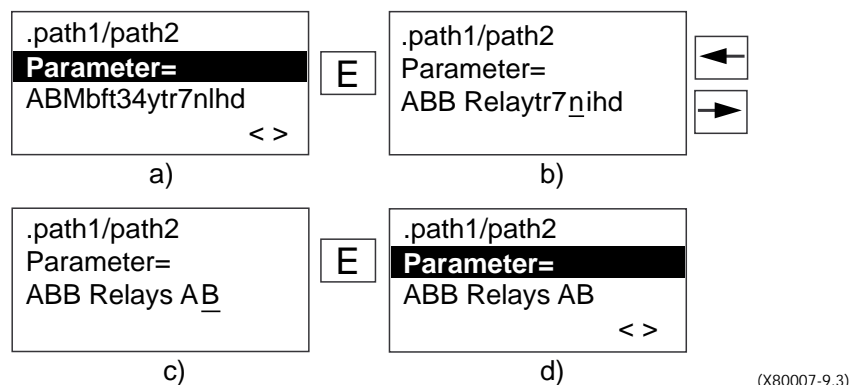 .path1/path2
Parameter=
ABMbft34ytr7nlhd
< >
a)
E
.path1/path2
Parameter=
ABB Relaytr7nihd
b)
.path1/path2
Parameter=
ABB Relays AB
c)
E
.path1/path2
Parameter=
ABB Relays AB
< >
d)
(X80007-9.3)